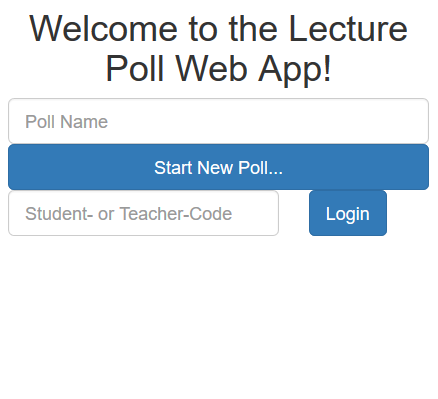 Welcome to the Lecture
Poll Web App!
Poll Name
Start New Poll...
Student- or Teacher-Code
Login